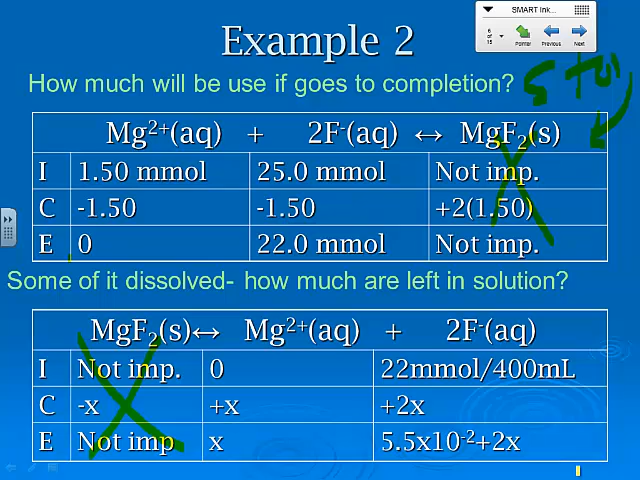 SMART Ink...
6 of 15
Pointer Previous Next
Example 2
How much will be use if goes to completion?
Mg²⁺(aq) + 2F⁻(aq) ↔ MgF₂(s)
I 1.50 mmol 25.0 mmol Not imp.
C -1.50 -1.50 +2(1.50)
E 0 22.0 mmol Not imp.
Some of it dissolved- how much are left in solution?
MgF₂(s)↔ Mg²⁺(aq) + 2F⁻(aq)
I Not imp. 0 22mmol/400mL
C -x +x +2x
E Not imp x 5.5x10⁻²+2x